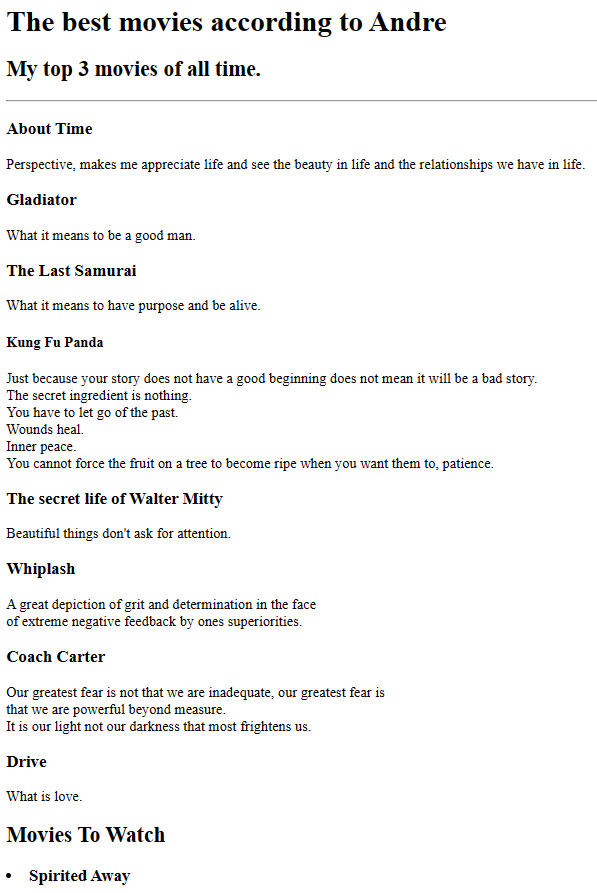 The best movies according to Andre
My top 3 movies of all time.
About Time
Perspective, makes me appreciate life and see the beauty in life and the relationships we have in life.
Gladiator
What it means to be a good man.
The Last Samurai
What it means to have purpose and be alive.
Kung Fu Panda
Just because your story does not have a good beginning does not mean it will be a bad story.
The secret ingredient is nothing.
You have to let go of the past.
Wounds heal.
Inner peace.
You cannot force the fruit on a tree to become ripe when you want them to, patience.
The secret life of Walter Mitty
Beautiful things don't ask for attention.
Whiplash
A great depiction of grit and determination in the face
of extreme negative feedback by ones superiorities.
Coach Carter
Our greatest fear is not that we are inadequate, our greatest fear is
that we are powerful beyond measure.
It is our light not our darkness that most frightens us.
Drive
What is love.
Movies To Watch
• Spirited Away